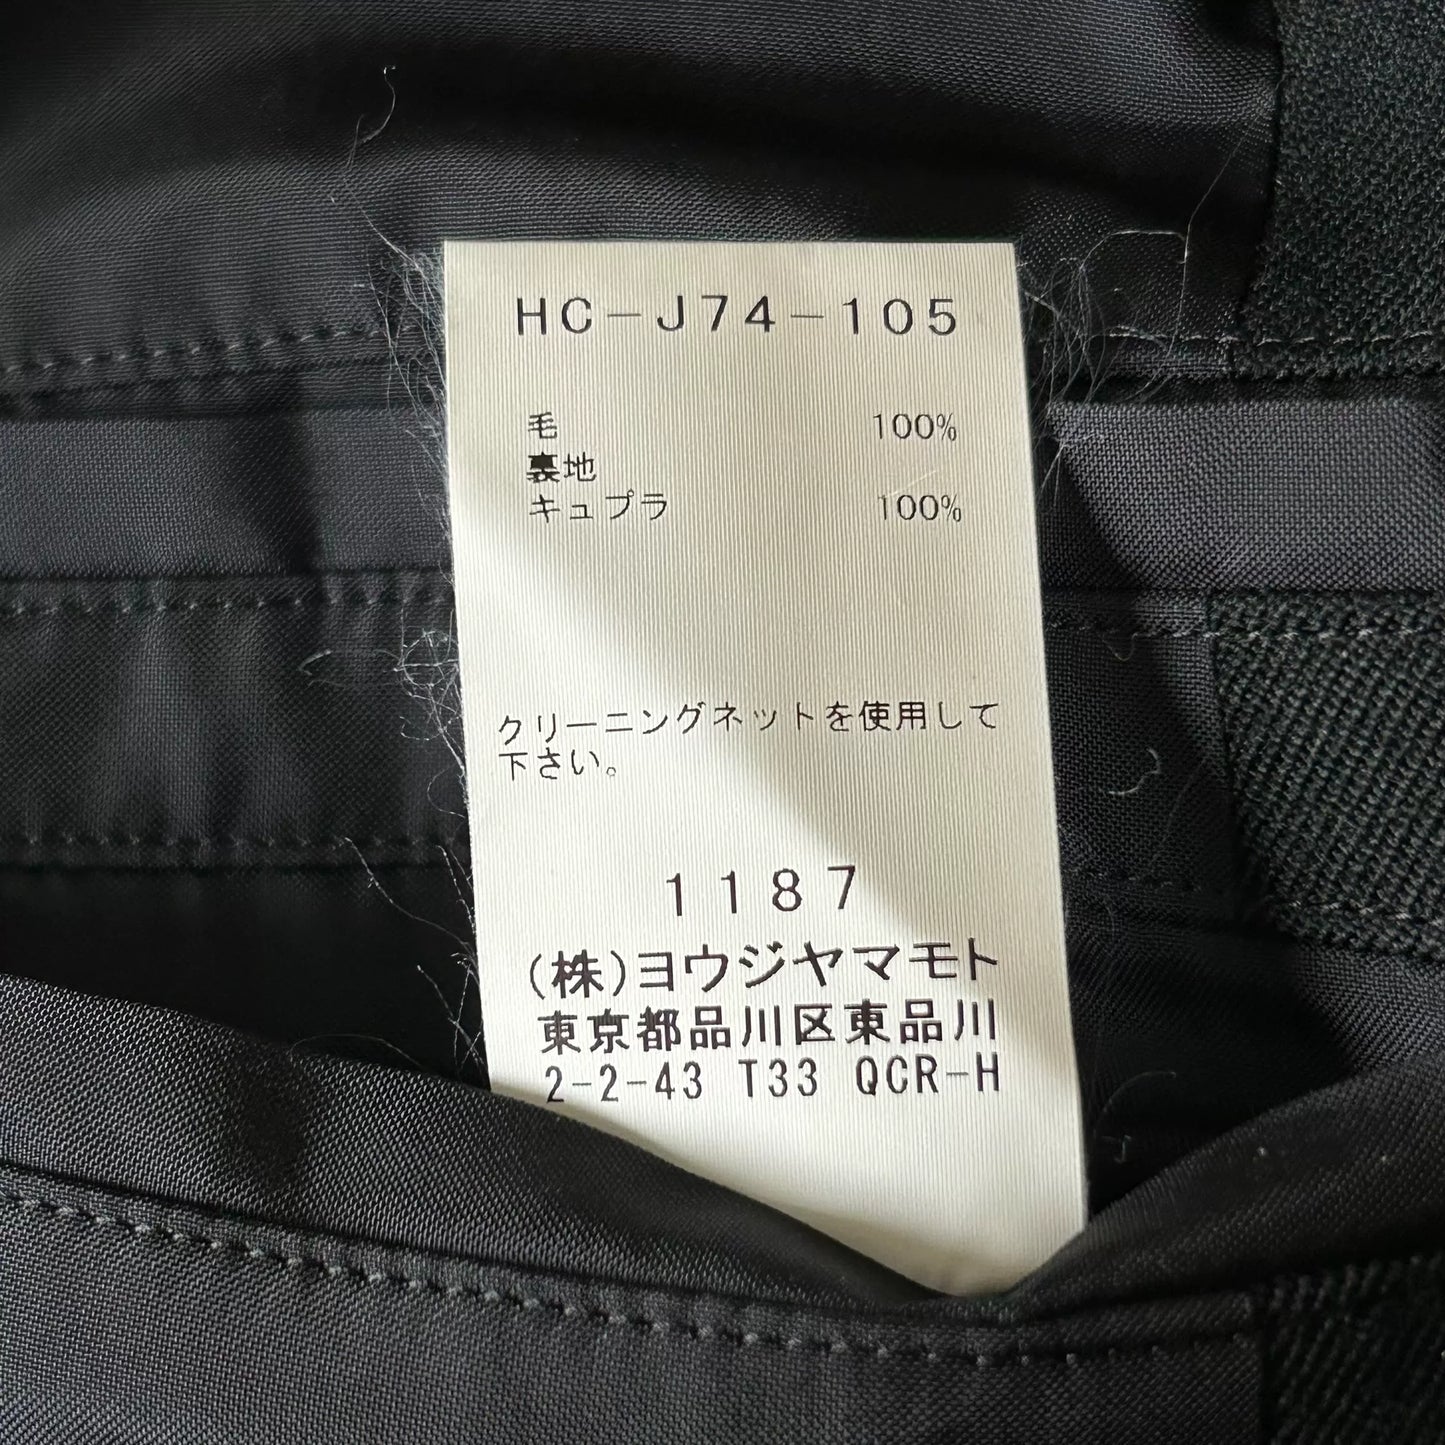 HC-J74-105
毛 100%
裏地
キュプラ 100%
クリーニングネットを使用して
下さい。
1187
(株)ヨウジヤマモト
東京都品川区東品川
2-2-43 T33 QCR-H